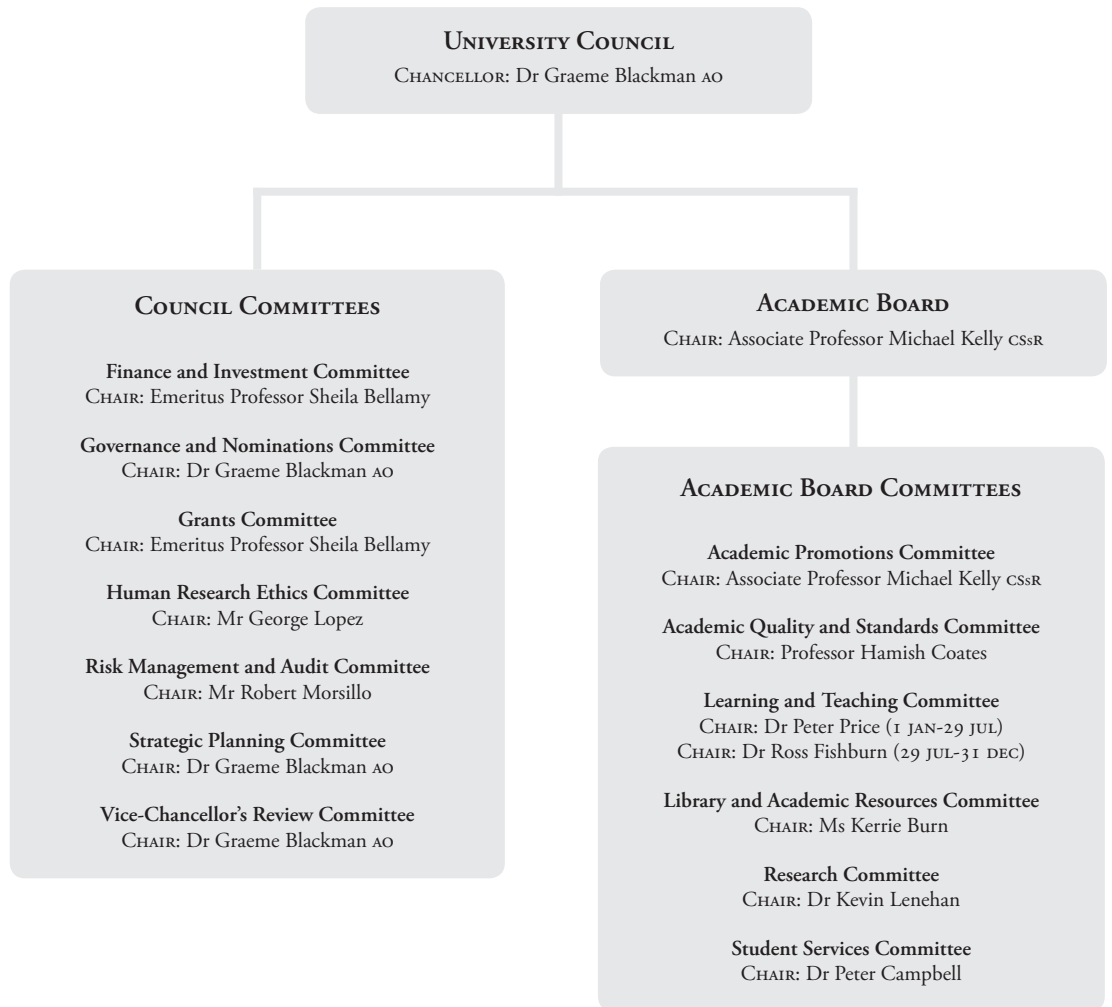 University Council
Chancellor: Dr Graeme Blackman AO
Council Committees
Finance and Investment Committee
Chair: Emeritus Professor Sheila Bellamy
Governance and Nominations Committee
Chair: Dr Graeme Blackman AO
Grants Committee
Chair: Emeritus Professor Sheila Bellamy
Human Research Ethics Committee
Chair: Mr George Lopez
Risk Management and Audit Committee
Chair: Mr Robert Morsillo
Strategic Planning Committee
Chair: Dr Graeme Blackman AO
Vice-Chancellor’s Review Committee
Chair: Dr Graeme Blackman AO
Academic Board
Chair: Associate Professor Michael Kelly CSsR
Academic Board Committees
Academic Promotions Committee
Chair: Associate Professor Michael Kelly CSsR
Academic Quality and Standards Committee
Chair: Professor Hamish Coates
Learning and Teaching Committee
Chair: Dr Peter Price (1 JAN-29 JUL)
Chair: Dr Ross Fishburn (29 JUL-31 DEC)
Library and Academic Resources Committee
Chair: Ms Kerrie Burn
Research Committee
Chair: Dr Kevin Lenehan
Student Services Committee
Chair: Dr Peter Campbell